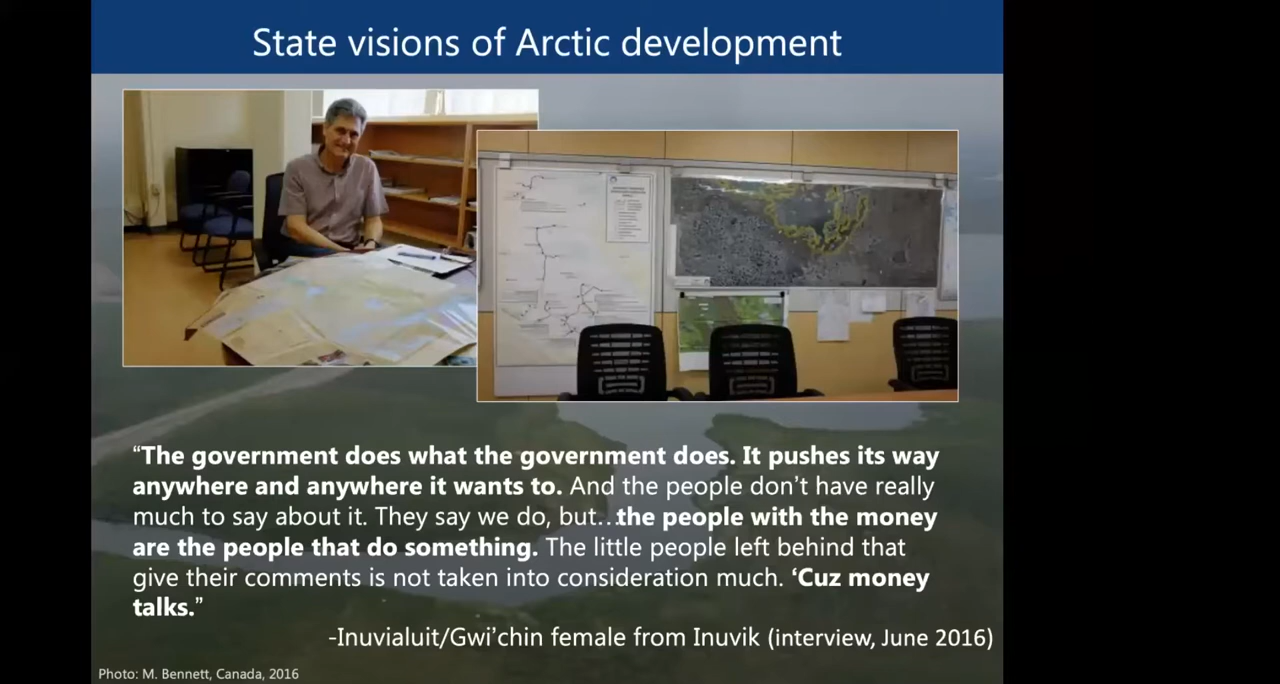 State visions of Arctic development
“The government does what the government does. It pushes its way
anywhere and anywhere it wants to. And the people don’t have really
much to say about it. They say we do, but…the people with the money
are the people that do something. The little people left behind that
give their comments is not taken into consideration much. ‘Cuz money
talks.”
-Inuvialuit/Gwi’chin female from Inuvik (interview, June 2016)
Photo: M. Bennett, Canada, 2016